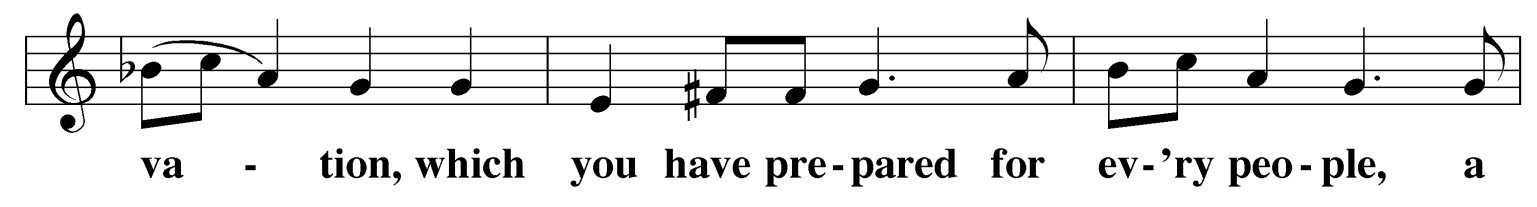 va - tion, which you have pre - pared for ev - ’ry peo - ple, a